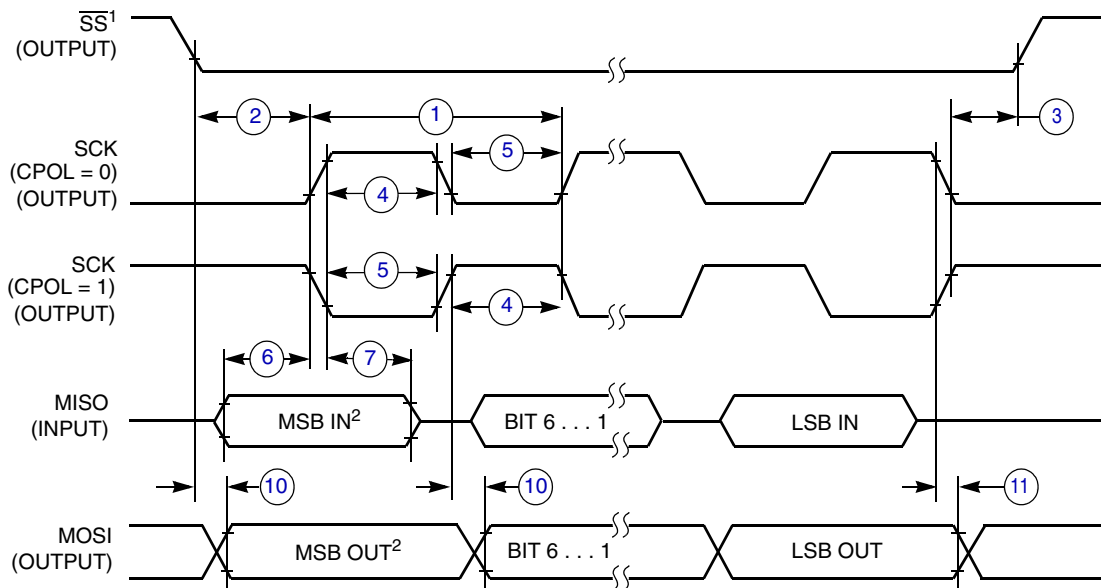 SS¹
(OUTPUT)
2
1
3
SCK
(CPOL = 0)
(OUTPUT)
5
4
SCK
(CPOL = 1)
(OUTPUT)
5
4
6
7
MISO
(INPUT)
MSB IN²
BIT 6 . . . 1
LSB IN
10
10
11
MOSI
(OUTPUT)
MSB OUT²
BIT 6 . . . 1
LSB OUT